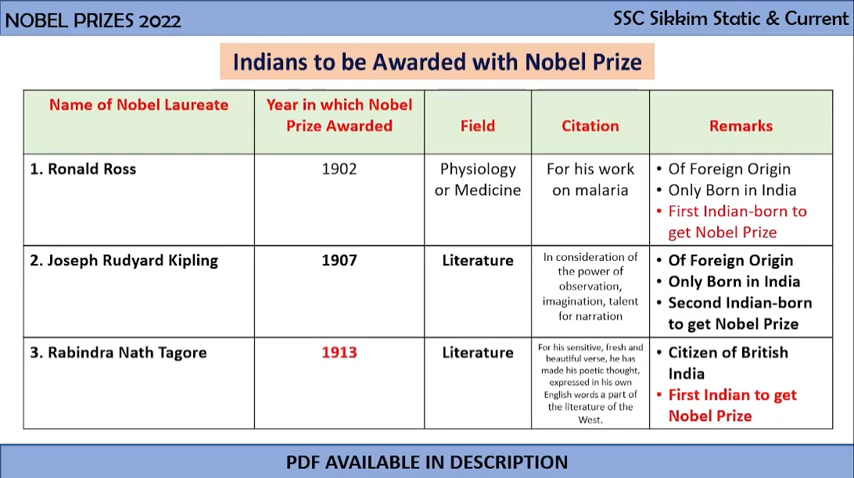 NOBEL PRIZES 2022
SSC Sikkim Static & Current
Indians to be Awarded with Nobel Prize
Name of Nobel Laureate
Year in which Nobel
Prize Awarded
Field
Citation
Remarks
1. Ronald Ross
1902
Physiology
or Medicine
For his work
on malaria
• Of Foreign Origin
• Only Born in India
• First Indian-born to
get Nobel Prize
2. Joseph Rudyard Kipling
1907
Literature
In consideration of
the power of
observation,
imagination, talent
for narration
• Of Foreign Origin
• Only Born in India
• Second Indian-born
to get Nobel Prize
3. Rabindra Nath Tagore
1913
Literature
For his sensitive, fresh and
beautiful verse, he has
made his poetic thought,
expressed in his own
English words a part of
the literature of the
West.
• Citizen of British
India
• First Indian to get
Nobel Prize
PDF AVAILABLE IN DESCRIPTION